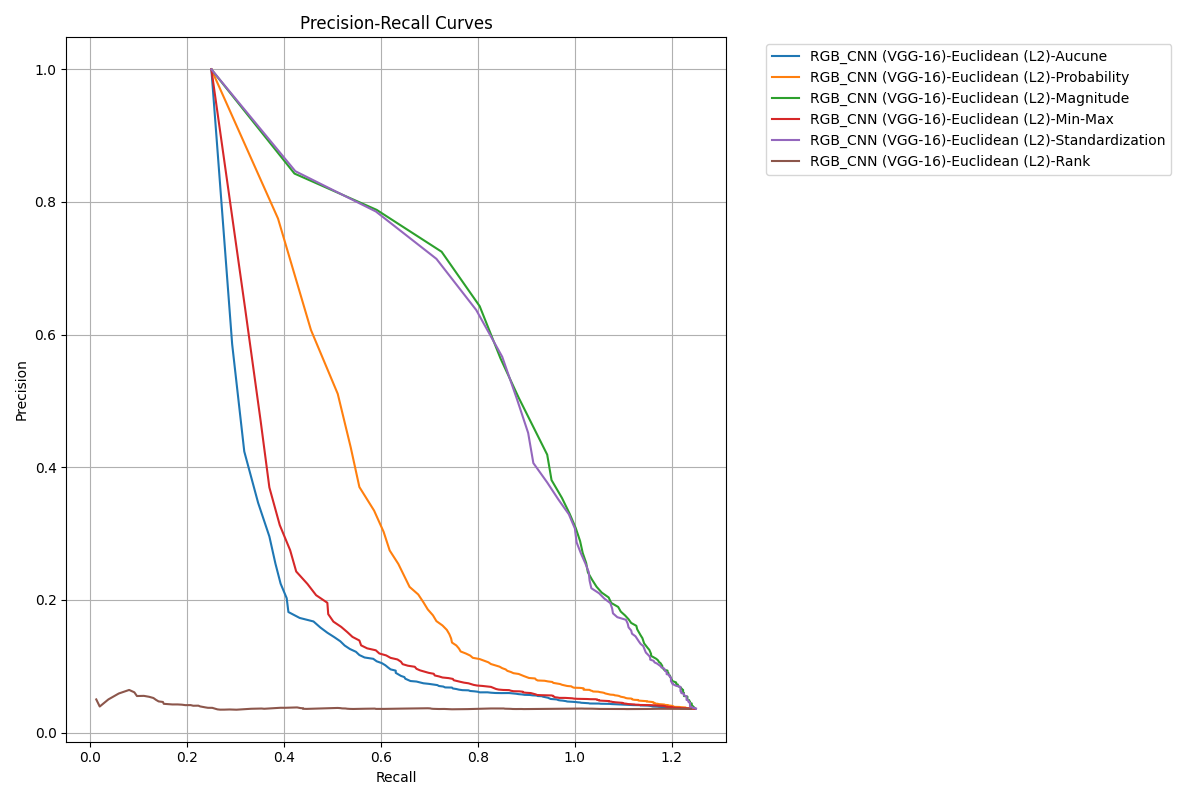 Precision-Recall Curves
RGB_CNN (VGG-16)-Euclidean (L2)-Aucune
RGB_CNN (VGG-16)-Euclidean (L2)-Probability
RGB_CNN (VGG-16)-Euclidean (L2)-Magnitude
RGB_CNN (VGG-16)-Euclidean (L2)-Min-Max
RGB_CNN (VGG-16)-Euclidean (L2)-Standardization
RGB_CNN (VGG-16)-Euclidean (L2)-Rank
Precision
1.0
0.8
0.6
0.4
0.2
0.0
0.0 0.2 0.4 0.6 0.8 1.0 1.2
Recall